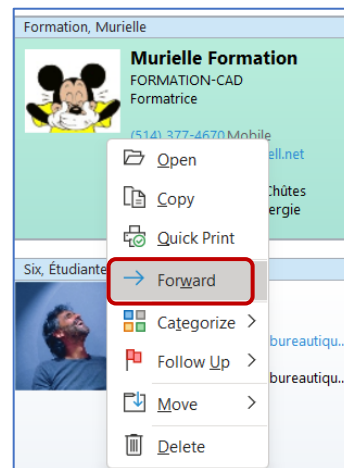 Formation, Murielle
Murielle Formation
FORMATION-CAD
Formatrice
(514) 377-4670 Mobile
ell.net
Chûtes
ergie
Open
Copy
Quick Print
Forward
Categorize
Follow Up
Move
Delete
Six, Étudiante
bureautiqu...
bureautiqu...